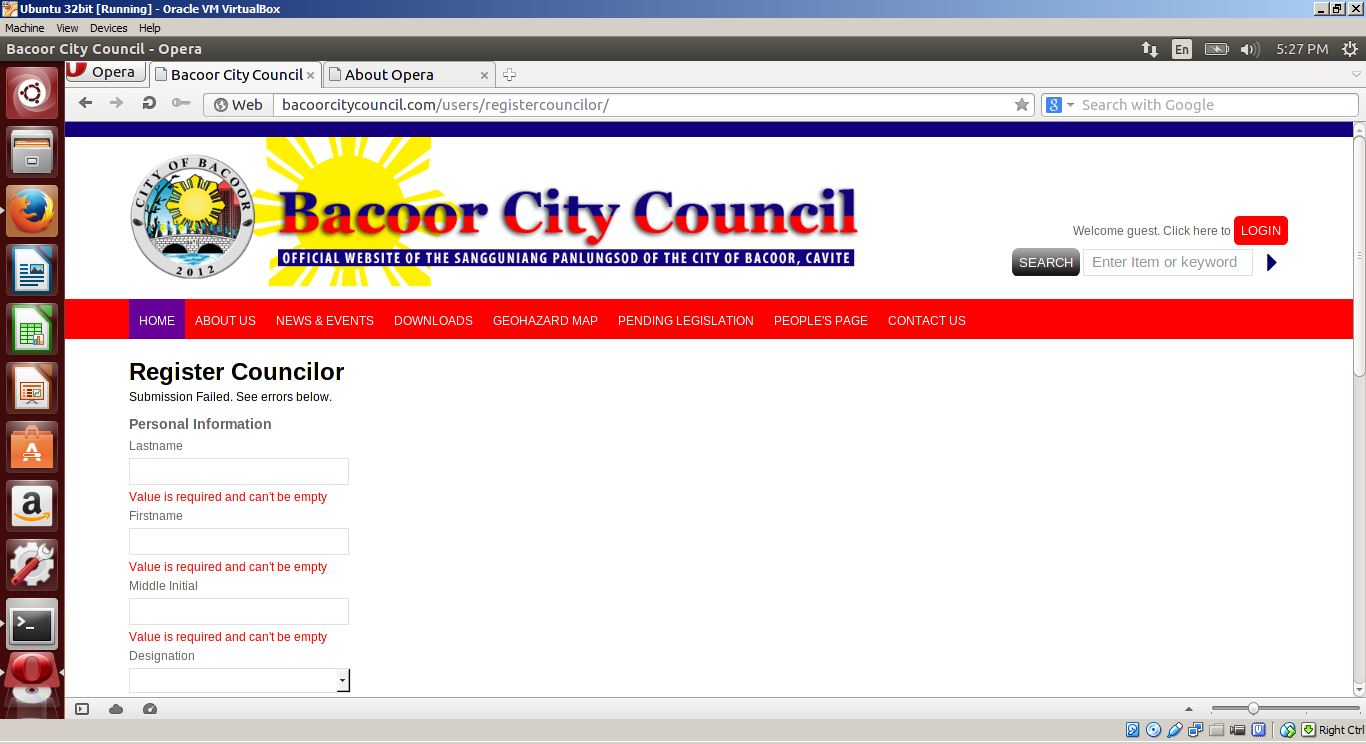 Ubuntu 32bit [Running] - Oracle VM VirtualBox
Machine View Devices Help
Bacoor City Council - Opera
En
5:27 PM
Opera
Bacoor City Council
About Opera
Web
bacoorcitycouncil.com/users/registercouncilor/
8
Search with Google
CITY OF BACOOR
2012
Bacoor City Council
OFFICIAL WEBSITE OF THE SANGGUNIANG PANLUNGSOD OF THE CITY OF BACOOR, CAVITE
Welcome guest. Click here to LOGIN
SEARCH Enter Item or keyword
HOME ABOUT US NEWS & EVENTS DOWNLOADS GEOHAZARD MAP PENDING LEGISLATION PEOPLE'S PAGE CONTACT US
Register Councilor
Submission Failed. See errors below.
Personal Information
Lastname
Value is required and can't be empty
Firstname
Value is required and can't be empty
Middle Initial
Value is required and can't be empty
Designation
Right Ctrl